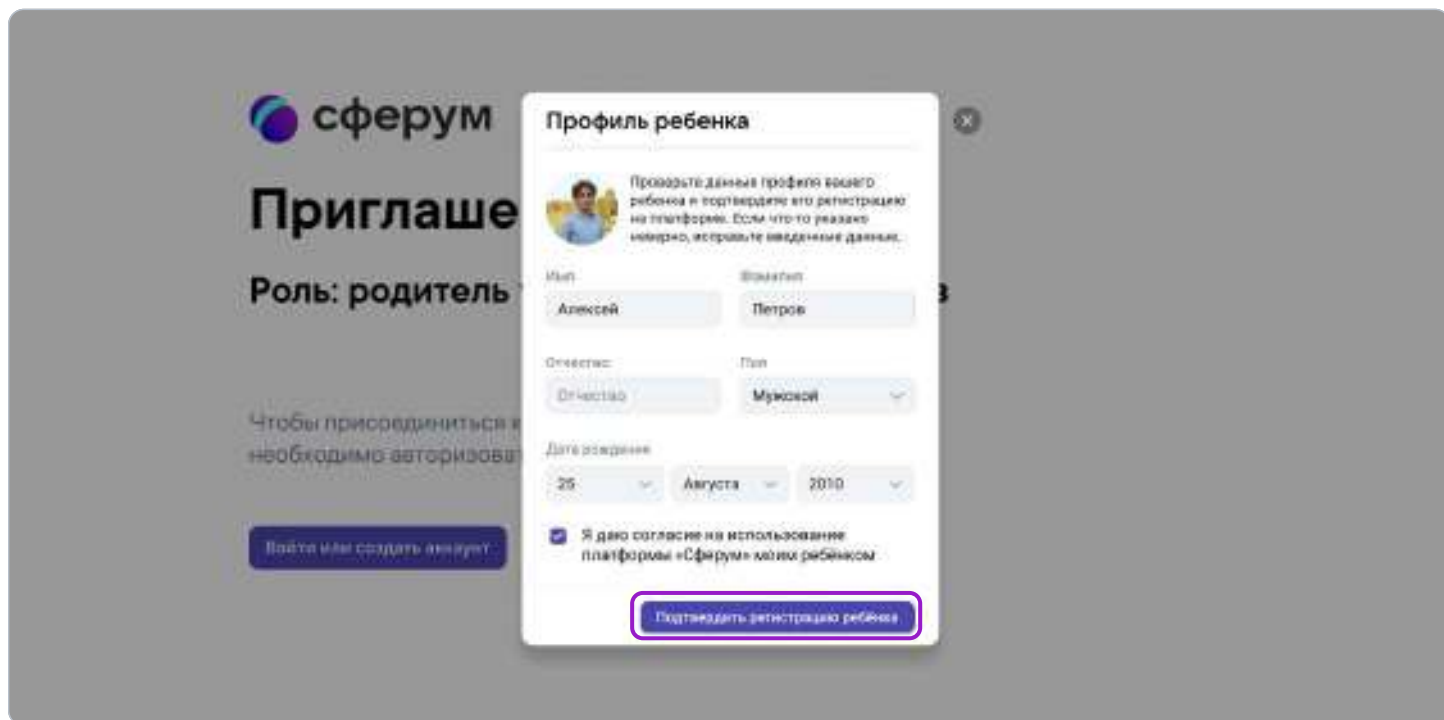 сферум
Приглаше
Роль: родитель
в
Чтобы присоединиться к
необходимо авторизоват
Войти или создать аккаунт
Профиль ребенка
Проверьте данные профиля вашего
ребенка и подтвердите его регистрацию
на платформе. Если что-то указано
неверно, исправьте введенные данные.
Имя Фамилия
Алексей Петров
Отчество Пол
Отчество Мужской
Дата рождения
25 Августа 2010
Я даю согласие на использование
платформы «Сферум» моим ребёнком
Подтвердить регистрацию ребёнка